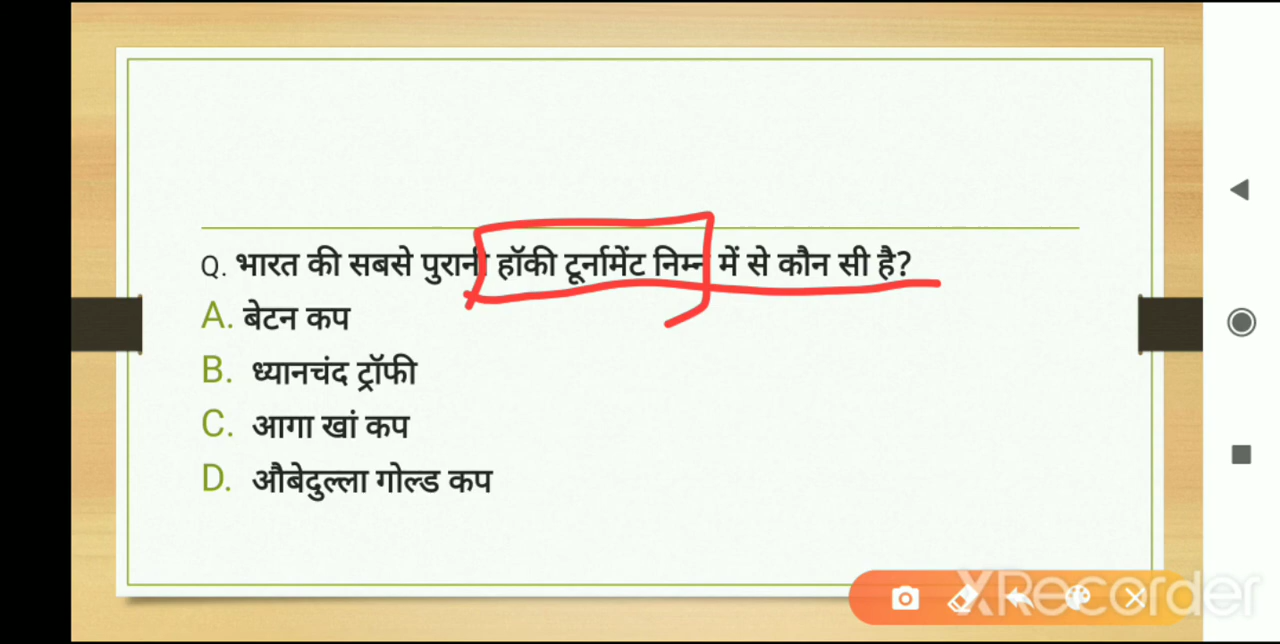 Q. भारत की सबसे पुरानी हॉकी टूर्नामेंट निम्न में से कौन सी है?
A. बेटन कप
B. ध्यानचंद ट्रॉफी
C. आगा खां कप
D. औबेदुल्ला गोल्ड कप
XRecorder